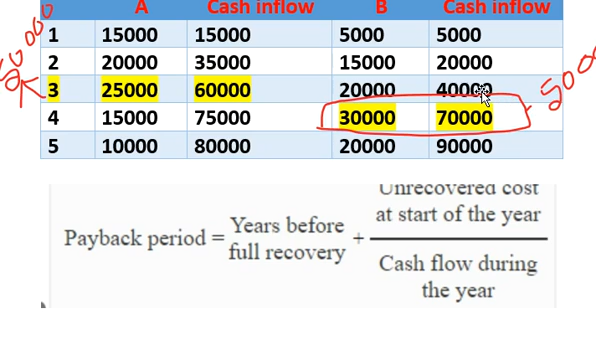 A Cash inflow B Cash inflow
1 15000 15000 5000 5000
2 20000 35000 15000 20000
3 25000 60000 20000 40000
4 15000 75000 30000 70000
5 10000 80000 20000 90000
50000
Payback period = Years before full recovery + Unrecovered cost at start of the year
Cash flow during the year